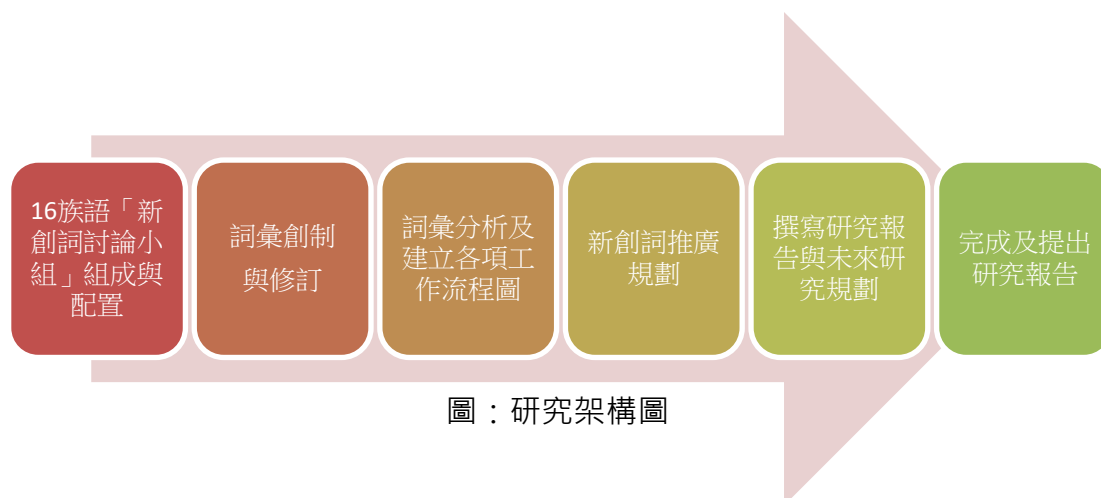 16族語「新
創詞討論小
組」組成與
配置
詞彙創制
與修訂
詞彙分析及
建立各項工
作流程圖
新創詞推廣
規劃
撰寫研究報
告與未來研
究規劃
完成及提出
研究報告
圖：研究架構圖